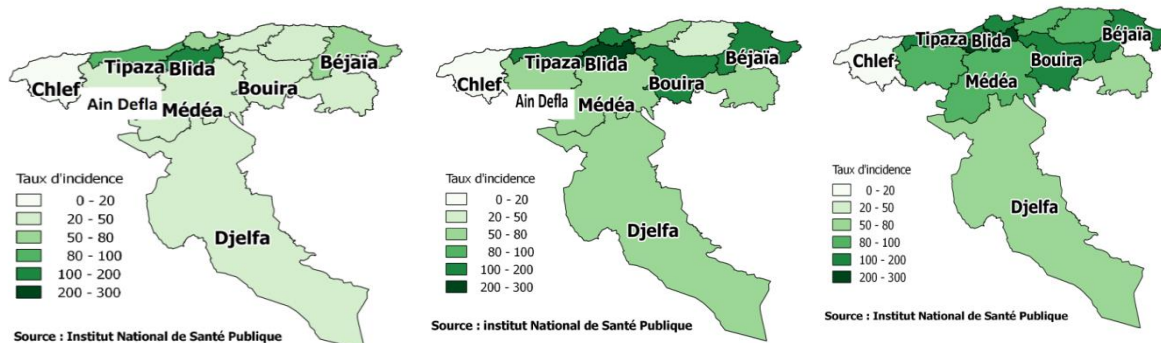 Chlef
Tipaza
Blida
Béjaïa
Ain Defla
Médéa
Bouira
Djelfa
Taux d'incidence
0 - 20
20 - 50
50 - 80
80 - 100
100 - 200
200 - 300
Source : Institut National de Santé Publique
Chlef
Tipaza
Blida
Béjaïa
Ain Defla
Médéa
Bouira
Djelfa
Taux d'incidence
0 - 20
20 - 50
50 - 80
80 - 100
100 - 200
200 - 300
Source : institut National de Santé Publique
Chlef
Tipaza
Blida
Béjaïa
Médéa
Bouira
Djelfa
Taux d'incidence
0 - 20
20 - 50
50 - 80
80 - 100
100 - 200
200 - 300
Source : Institut National de Santé Publique